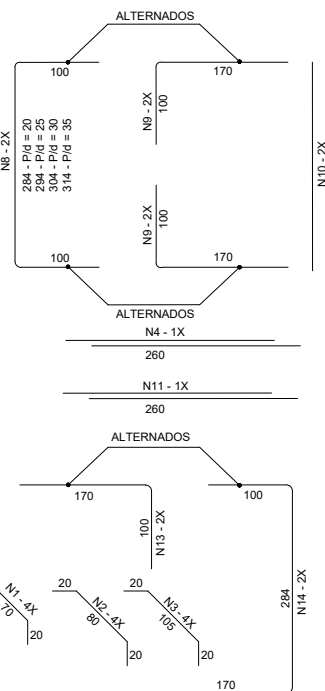 ALTERNADOS
100
170
N8 - 2X
284 - P/d = 20
294 - P/d = 25
304 - P/d = 30
314 - P/d = 35
N9 - 2X
100
N10 - 2X
N9 - 2X
100
100
170
ALTERNADOS
N4 - 1X
260
N11 - 1X
260
ALTERNADOS
170
100
100
N13 - 2X
284
N14 - 2X
N1 - 4X
70
20
20
N2 - 4X
80
20
20
N3 - 4X
105
20
170